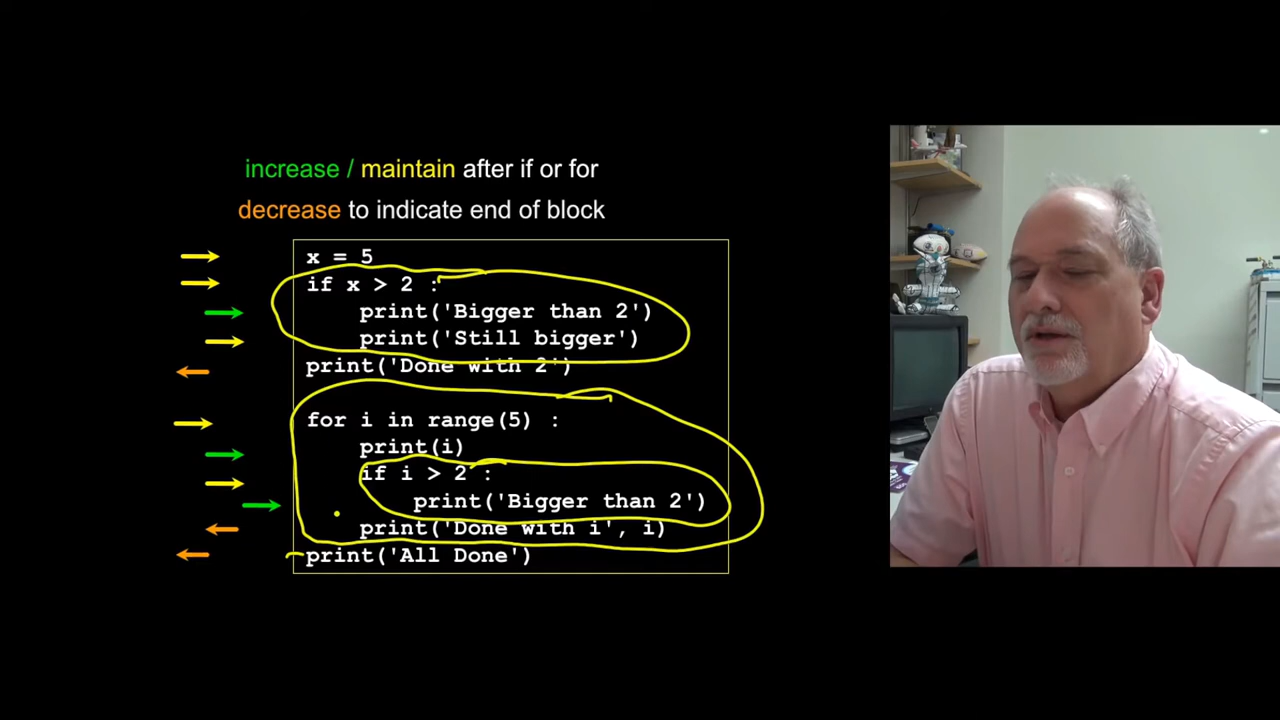 increase / maintain after if or for
decrease to indicate end of block
x = 5
if x > 2 :
    print('Bigger than 2')
    print('Still bigger')
print('Done with 2')
for i in range(5) :
    print(i)
    if i > 2 :
        print('Bigger than 2')
    print('Done with i', i)
print('All Done')